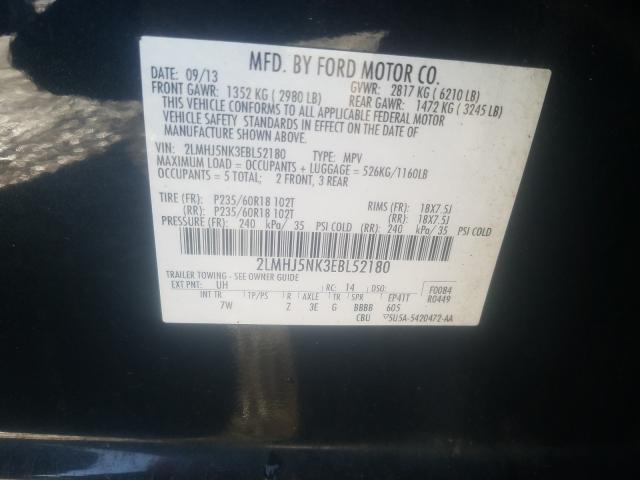 MFD. BY FORD MOTOR CO.
DATE: 09/13 GVWR: 2817 KG ( 6210 LB)
FRONT GAWR: 1352 KG ( 2980 LB) REAR GAWR: 1472 KG ( 3245 LB)
THIS VEHICLE CONFORMS TO ALL APPLICABLE FEDERAL MOTOR
VEHICLE SAFETY STANDARDS IN EFFECT ON THE DATE OF
MANUFACTURE SHOWN ABOVE.
VIN: 2LMHJ5NK3EBL52180 TYPE: MPV
MAXIMUM LOAD = OCCUPANTS + LUGGAGE = 526KG/1160LB
OCCUPANTS = 5 TOTAL; 2 FRONT, 3 REAR
TIRE (FR): P235/60R18 102T RIMS (FR): 18X7.5J
(RR): P235/60R18 102T (RR): 18X7.5J
PRESSURE (FR): 240 kPa/ 35 PSI COLD (RR): 240 kPa/ 35 PSI COLD
2LMHJ5NK3EBL52180
TRAILER TOWING - SEE OWNER GUIDE
EXT PNT: UH RC: 14 DSO: F0084
INT TR TP/PS R AXLE TR SPR EP41T R0449
7W Z 3E G BBBB 605
CBU ▽5U5A-5420472-AA